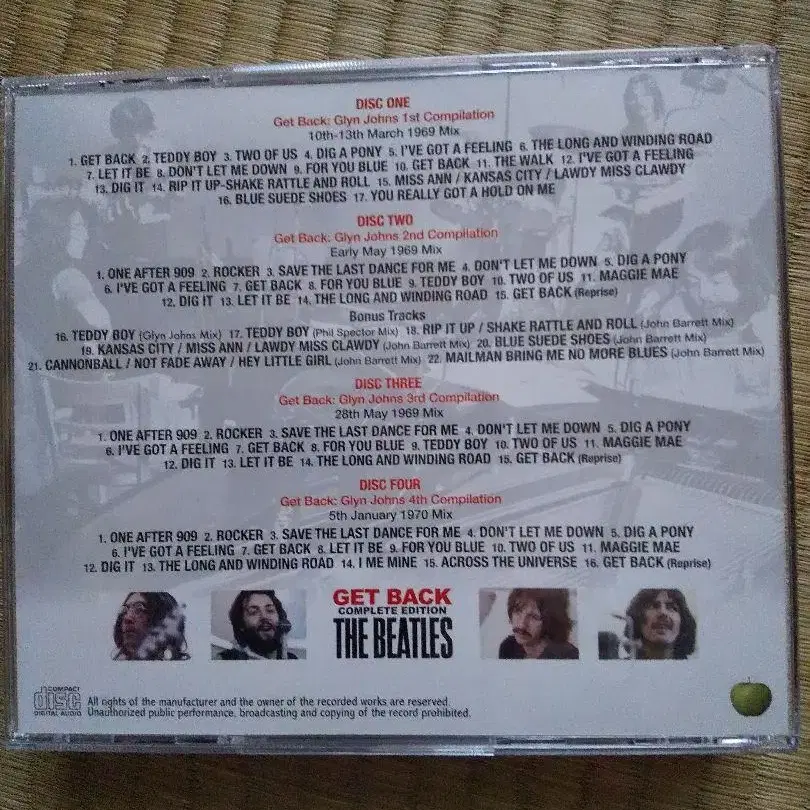 DISC ONE
Get Back: Glyn Johns 1st Compilation
10th-13th March 1969 Mix
1. GET BACK 2. TEDDY BOY 3. TWO OF US 4. DIG A PONY 5. I'VE GOT A FEELING 6. THE LONG AND WINDING ROAD
7. LET IT BE 8. DON'T LET ME DOWN 9. FOR YOU BLUE 10. GET BACK 11. THE WALK 12. I'VE GOT A FEELING
13. DIG IT 14. RIP IT UP-SHAKE RATTLE AND ROLL 15. MISS ANN / KANSAS CITY / LAWDY MISS CLAWDY
16. BLUE SUEDE SHOES 17. YOU REALLY GOT A HOLD ON ME
DISC TWO
Get Back: Glyn Johns 2nd Compilation
Early May 1969 Mix
1. ONE AFTER 909 2. ROCKER 3. SAVE THE LAST DANCE FOR ME 4. DON'T LET ME DOWN 5. DIG A PONY
6. I'VE GOT A FEELING 7. GET BACK 8. FOR YOU BLUE 9. TEDDY BOY 10. TWO OF US 11. MAGGIE MAE
12. DIG IT 13. LET IT BE 14. THE LONG AND WINDING ROAD 15. GET BACK (Reprise)
Bonus Tracks
16. TEDDY BOY (Glyn Johns Mix) 17. TEDDY BOY (Phil Spector Mix) 18. RIP IT UP / SHAKE RATTLE AND ROLL (John Barrett Mix)
19. KANSAS CITY / MISS ANN / LAWDY MISS CLAWDY (John Barrett Mix) 20. BLUE SUEDE SHOES (John Barrett Mix)
21. CANNONBALL / NOT FADE AWAY / HEY LITTLE GIRL (John Barrett Mix) 22. MAILMAN BRING ME NO MORE BLUES (John Barrett Mix)
DISC THREE
Get Back: Glyn Johns 3rd Compilation
28th May 1969 Mix
1. ONE AFTER 909 2. ROCKER 3. SAVE THE LAST DANCE FOR ME 4. DON'T LET ME DOWN 5. DIG A PONY
6. I'VE GOT A FEELING 7. GET BACK 8. FOR YOU BLUE 9. TEDDY BOY 10. TWO OF US 11. MAGGIE MAE
12. DIG IT 13. LET IT BE 14. THE LONG AND WINDING ROAD 15. GET BACK (Reprise)
DISC FOUR
Get Back: Glyn Johns 4th Compilation
5th January 1970 Mix
1. ONE AFTER 909 2. ROCKER 3. SAVE THE LAST DANCE FOR ME 4. DON'T LET ME DOWN 5. DIG A PONY
6. I'VE GOT A FEELING 7. GET BACK 8. LET IT BE 9. FOR YOU BLUE 10. TWO OF US 11. MAGGIE MAE
12. DIG IT 13. THE LONG AND WINDING ROAD 14. I ME MINE 15. ACROSS THE UNIVERSE 16. GET BACK (Reprise)
GET BACK
COMPLETE EDITION
THE BEATLES
COMPACT
disc
DIGITAL AUDIO
All rights of the manufacturer and the owner of the recorded works are reserved.
Unauthorized public performance, broadcasting and copying of the record prohibited.